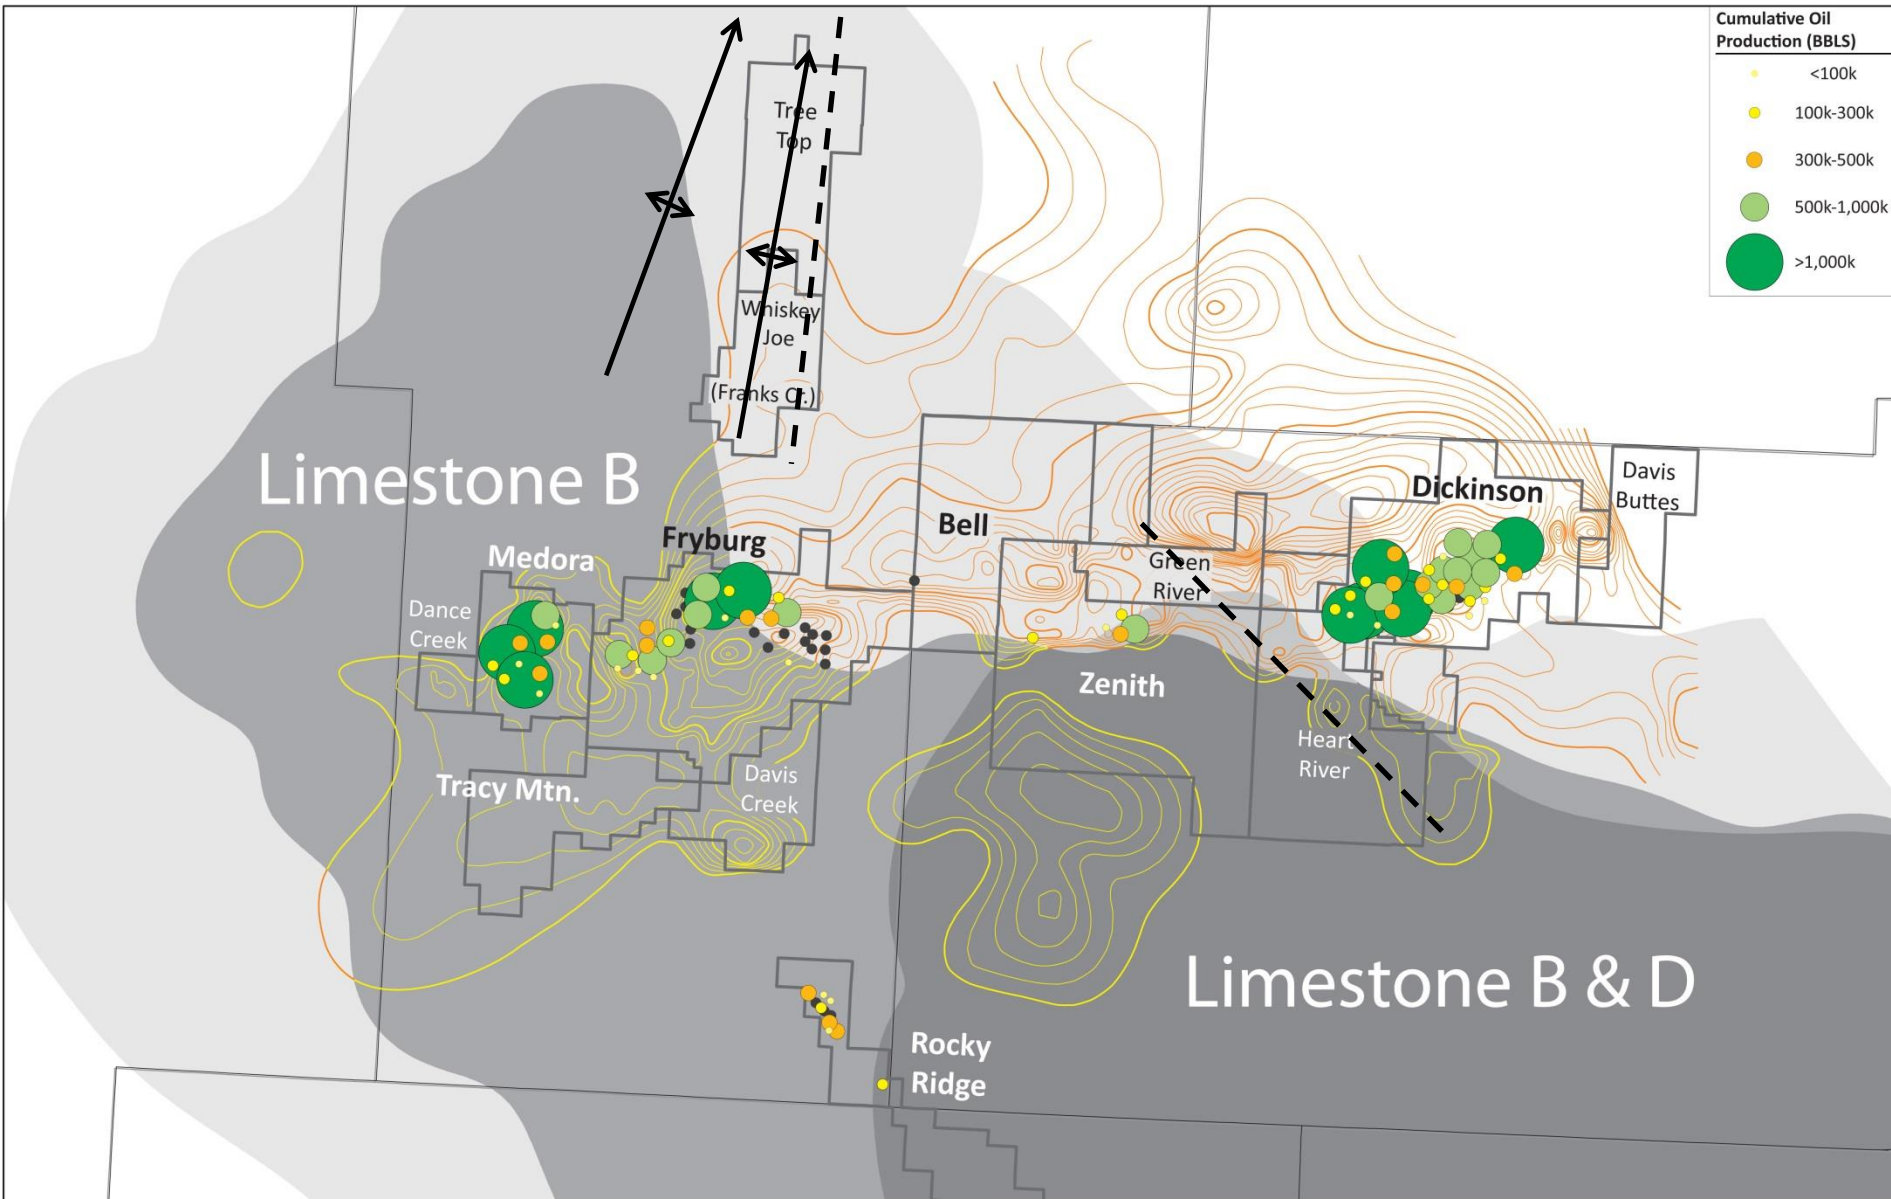 Cumulative Oil
Production (BBLS)
<100k
100k-300k
300k-500k
500k-1,000k
>1,000k
Tree
Top
Whiskey
Joe
(Franks Cr.)
Limestone B
Medora
Fryburg
Bell
Dickinson
Davis
Buttes
Dance
Creek
Green
River
Zenith
Heart
River
Tracy Mtn.
Davis
Creek
Limestone B & D
Rocky
Ridge